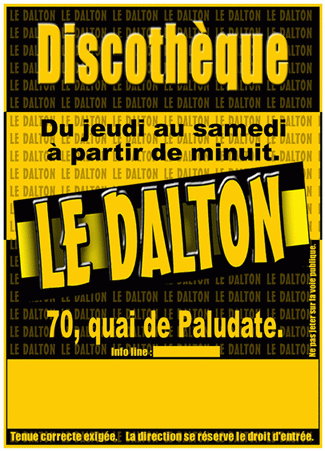 Discothèque
Du jeudi au samedi
à partir de minuit.
LE DALTON
70, quai de Paludate.
Info fine :
Ne pas jeter sur la voie publique.
Tenue correcte exigée. La direction se réserve le droit d'entrée.